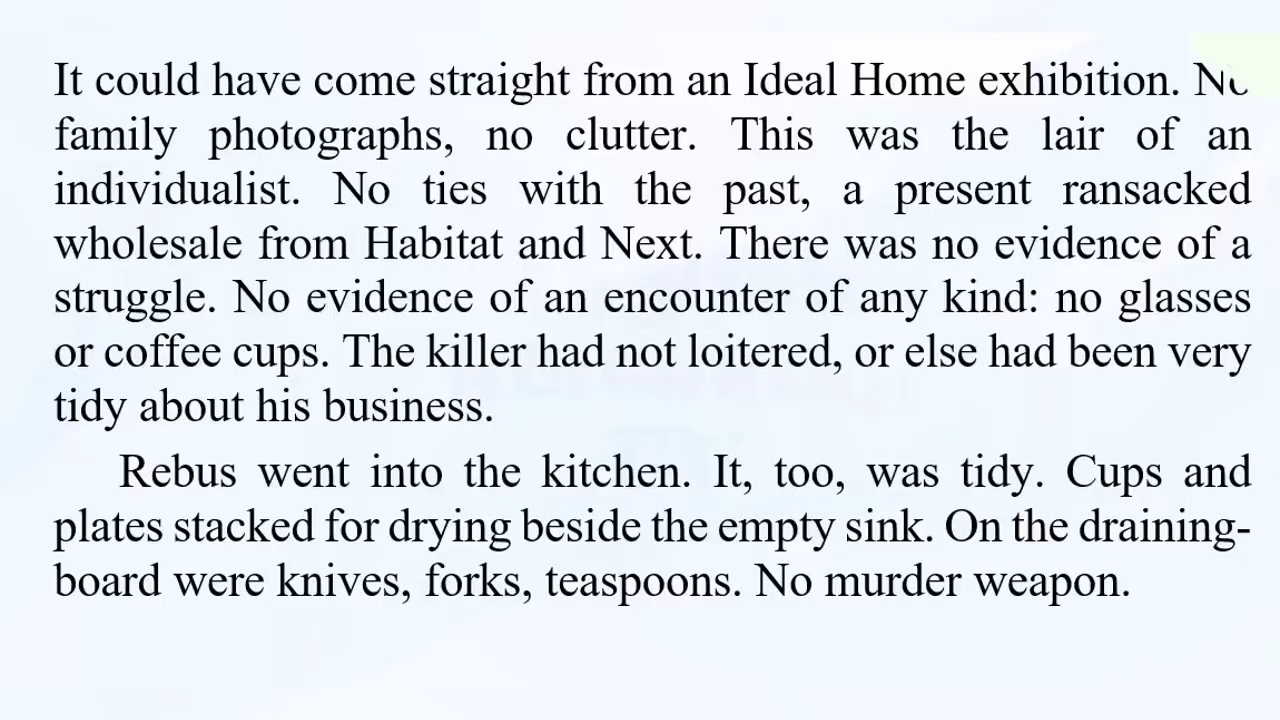 It could have come straight from an Ideal Home exhibition. No
family photographs, no clutter. This was the lair of an
individualist. No ties with the past, a present ransacked
wholesale from Habitat and Next. There was no evidence of a
struggle. No evidence of an encounter of any kind: no glasses
or coffee cups. The killer had not loitered, or else had been very
tidy about his business.
Rebus went into the kitchen. It, too, was tidy. Cups and
plates stacked for drying beside the empty sink. On the draining-
board were knives, forks, teaspoons. No murder weapon.